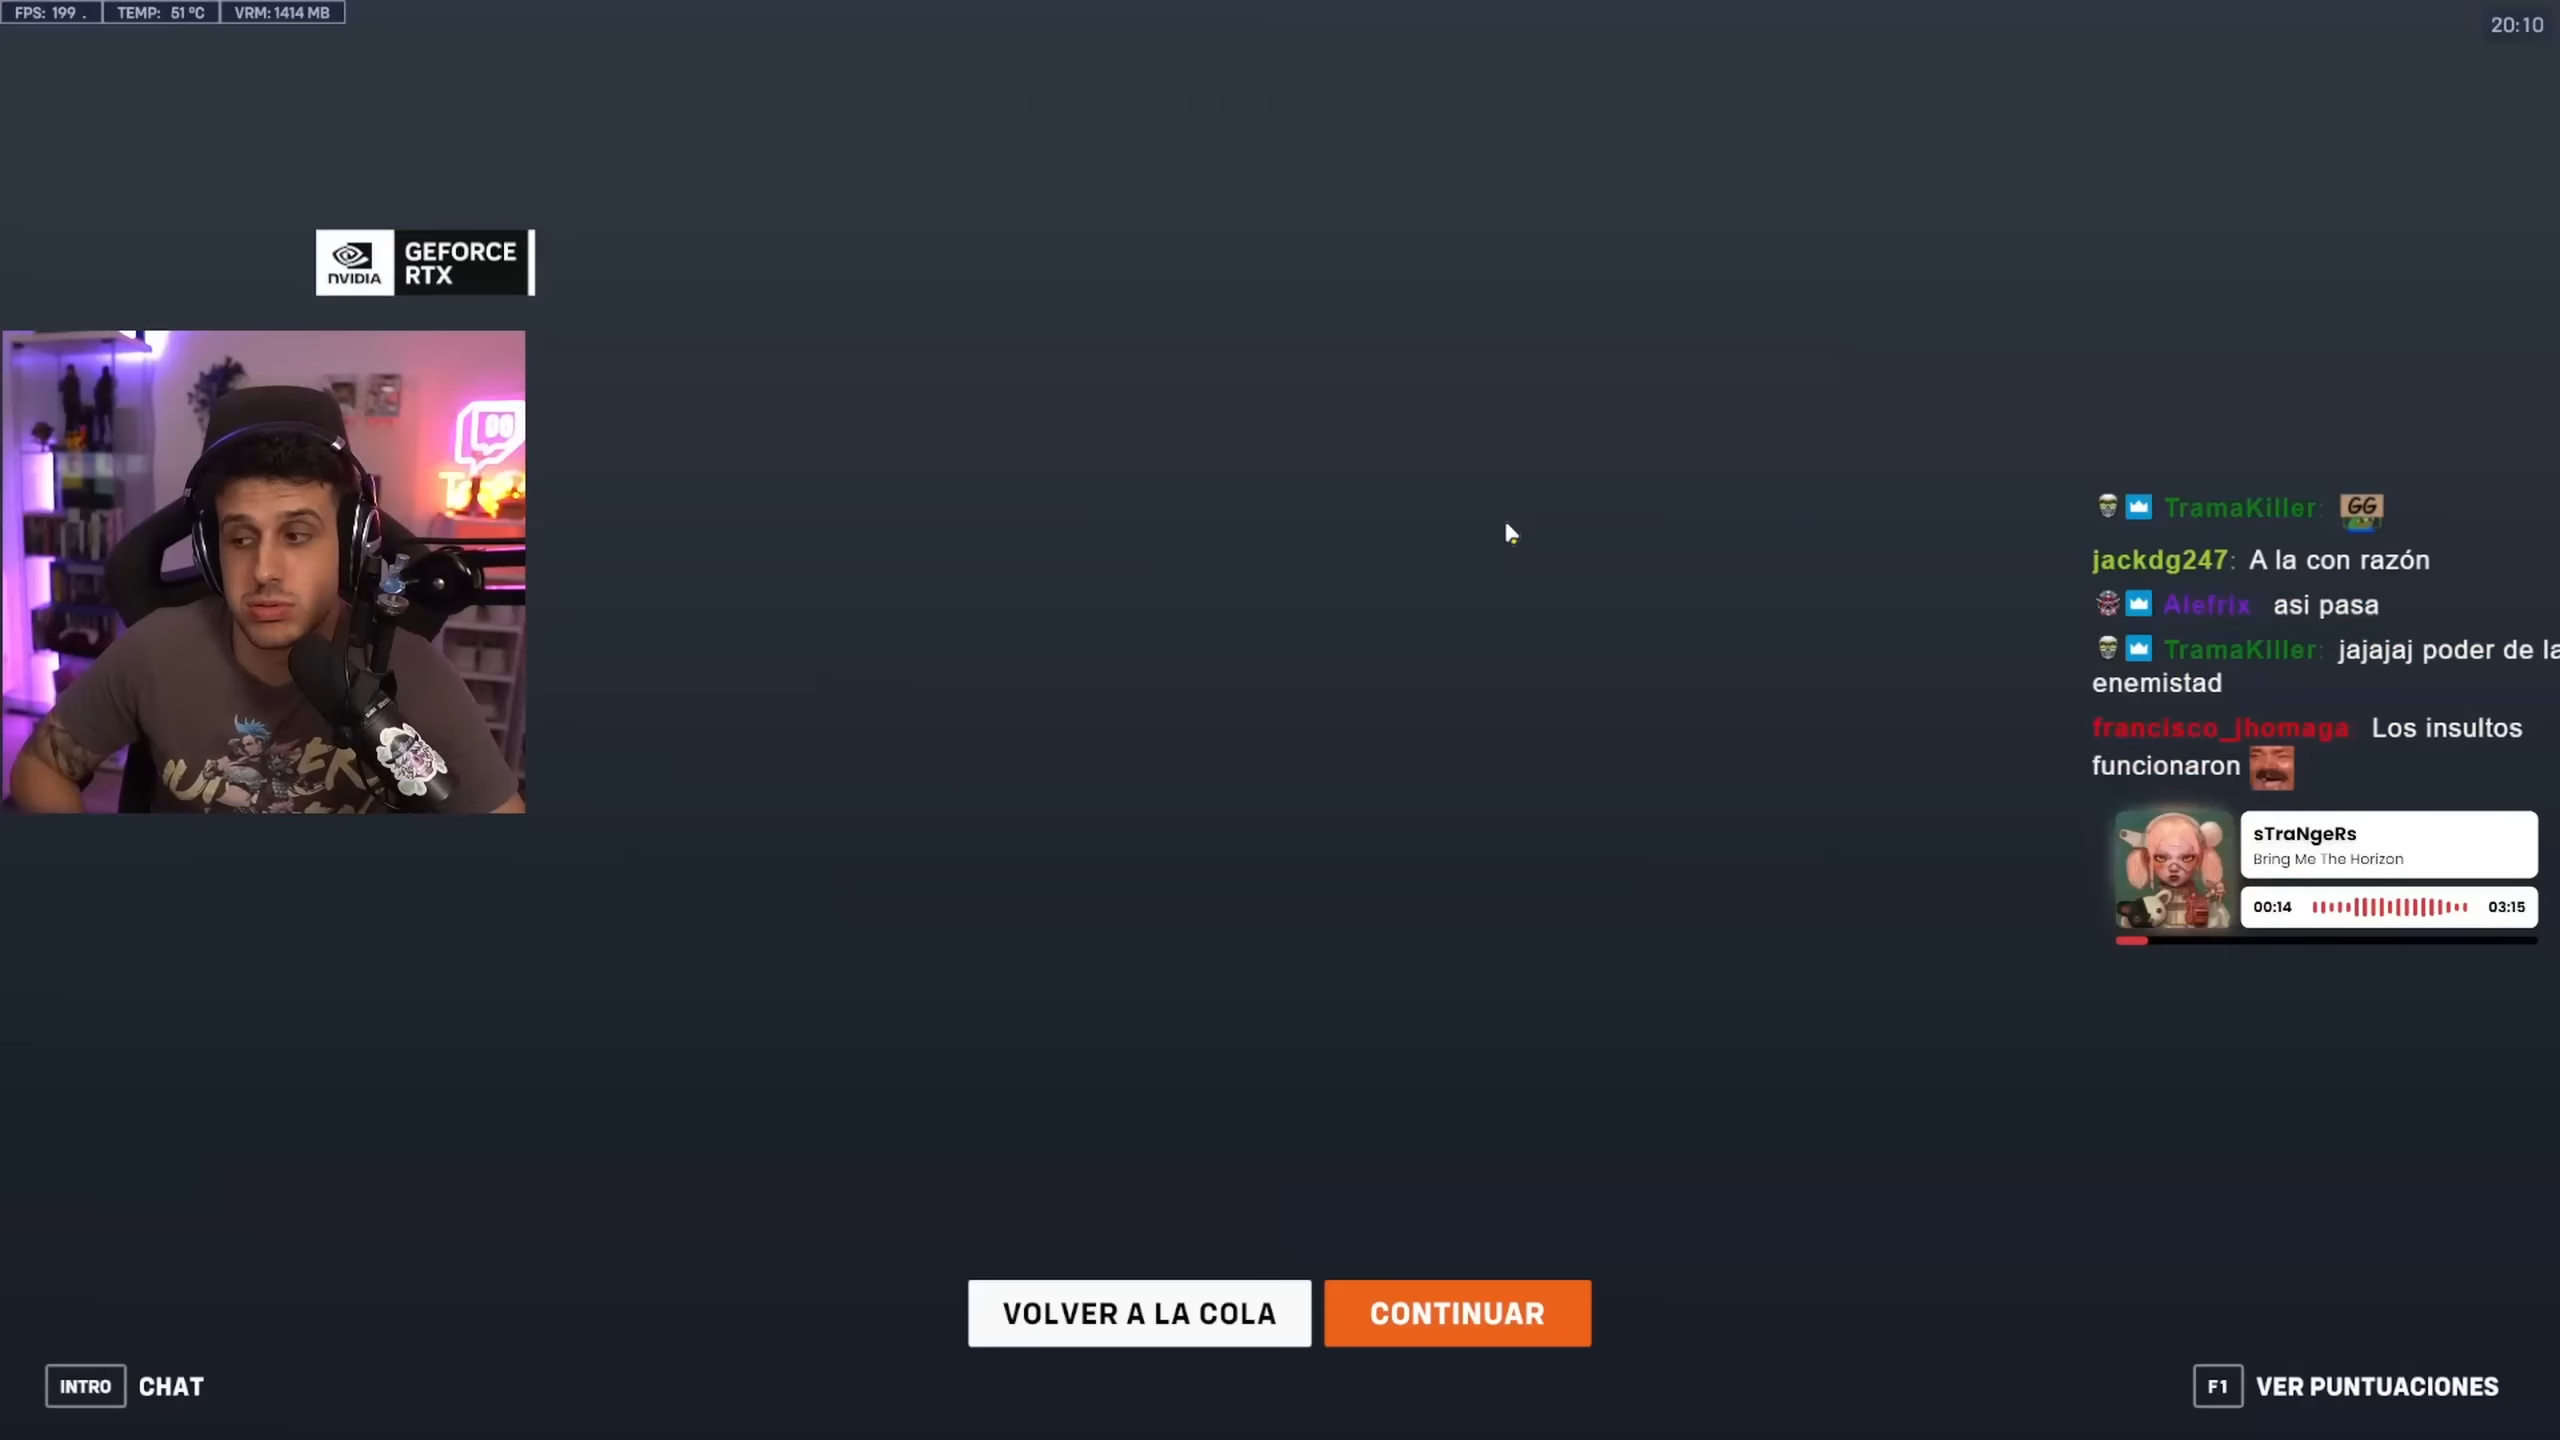 FPS: 199 .
TEMP: 51 ºC
VRM: 1414 MB
20:10
NVIDIA
GEFORCE
RTX
TramaKiller: GG
jackdg247: A la con razón
Alefrix asi pasa
TramaKiller: jajajaj poder de la
enemistad
francisco_jhomaga Los insultos
funcionaron
sTraNgeRs
Bring Me The Horizon
00:14
03:15
VOLVER A LA COLA
CONTINUAR
INTRO CHAT
F1 VER PUNTUACIONES